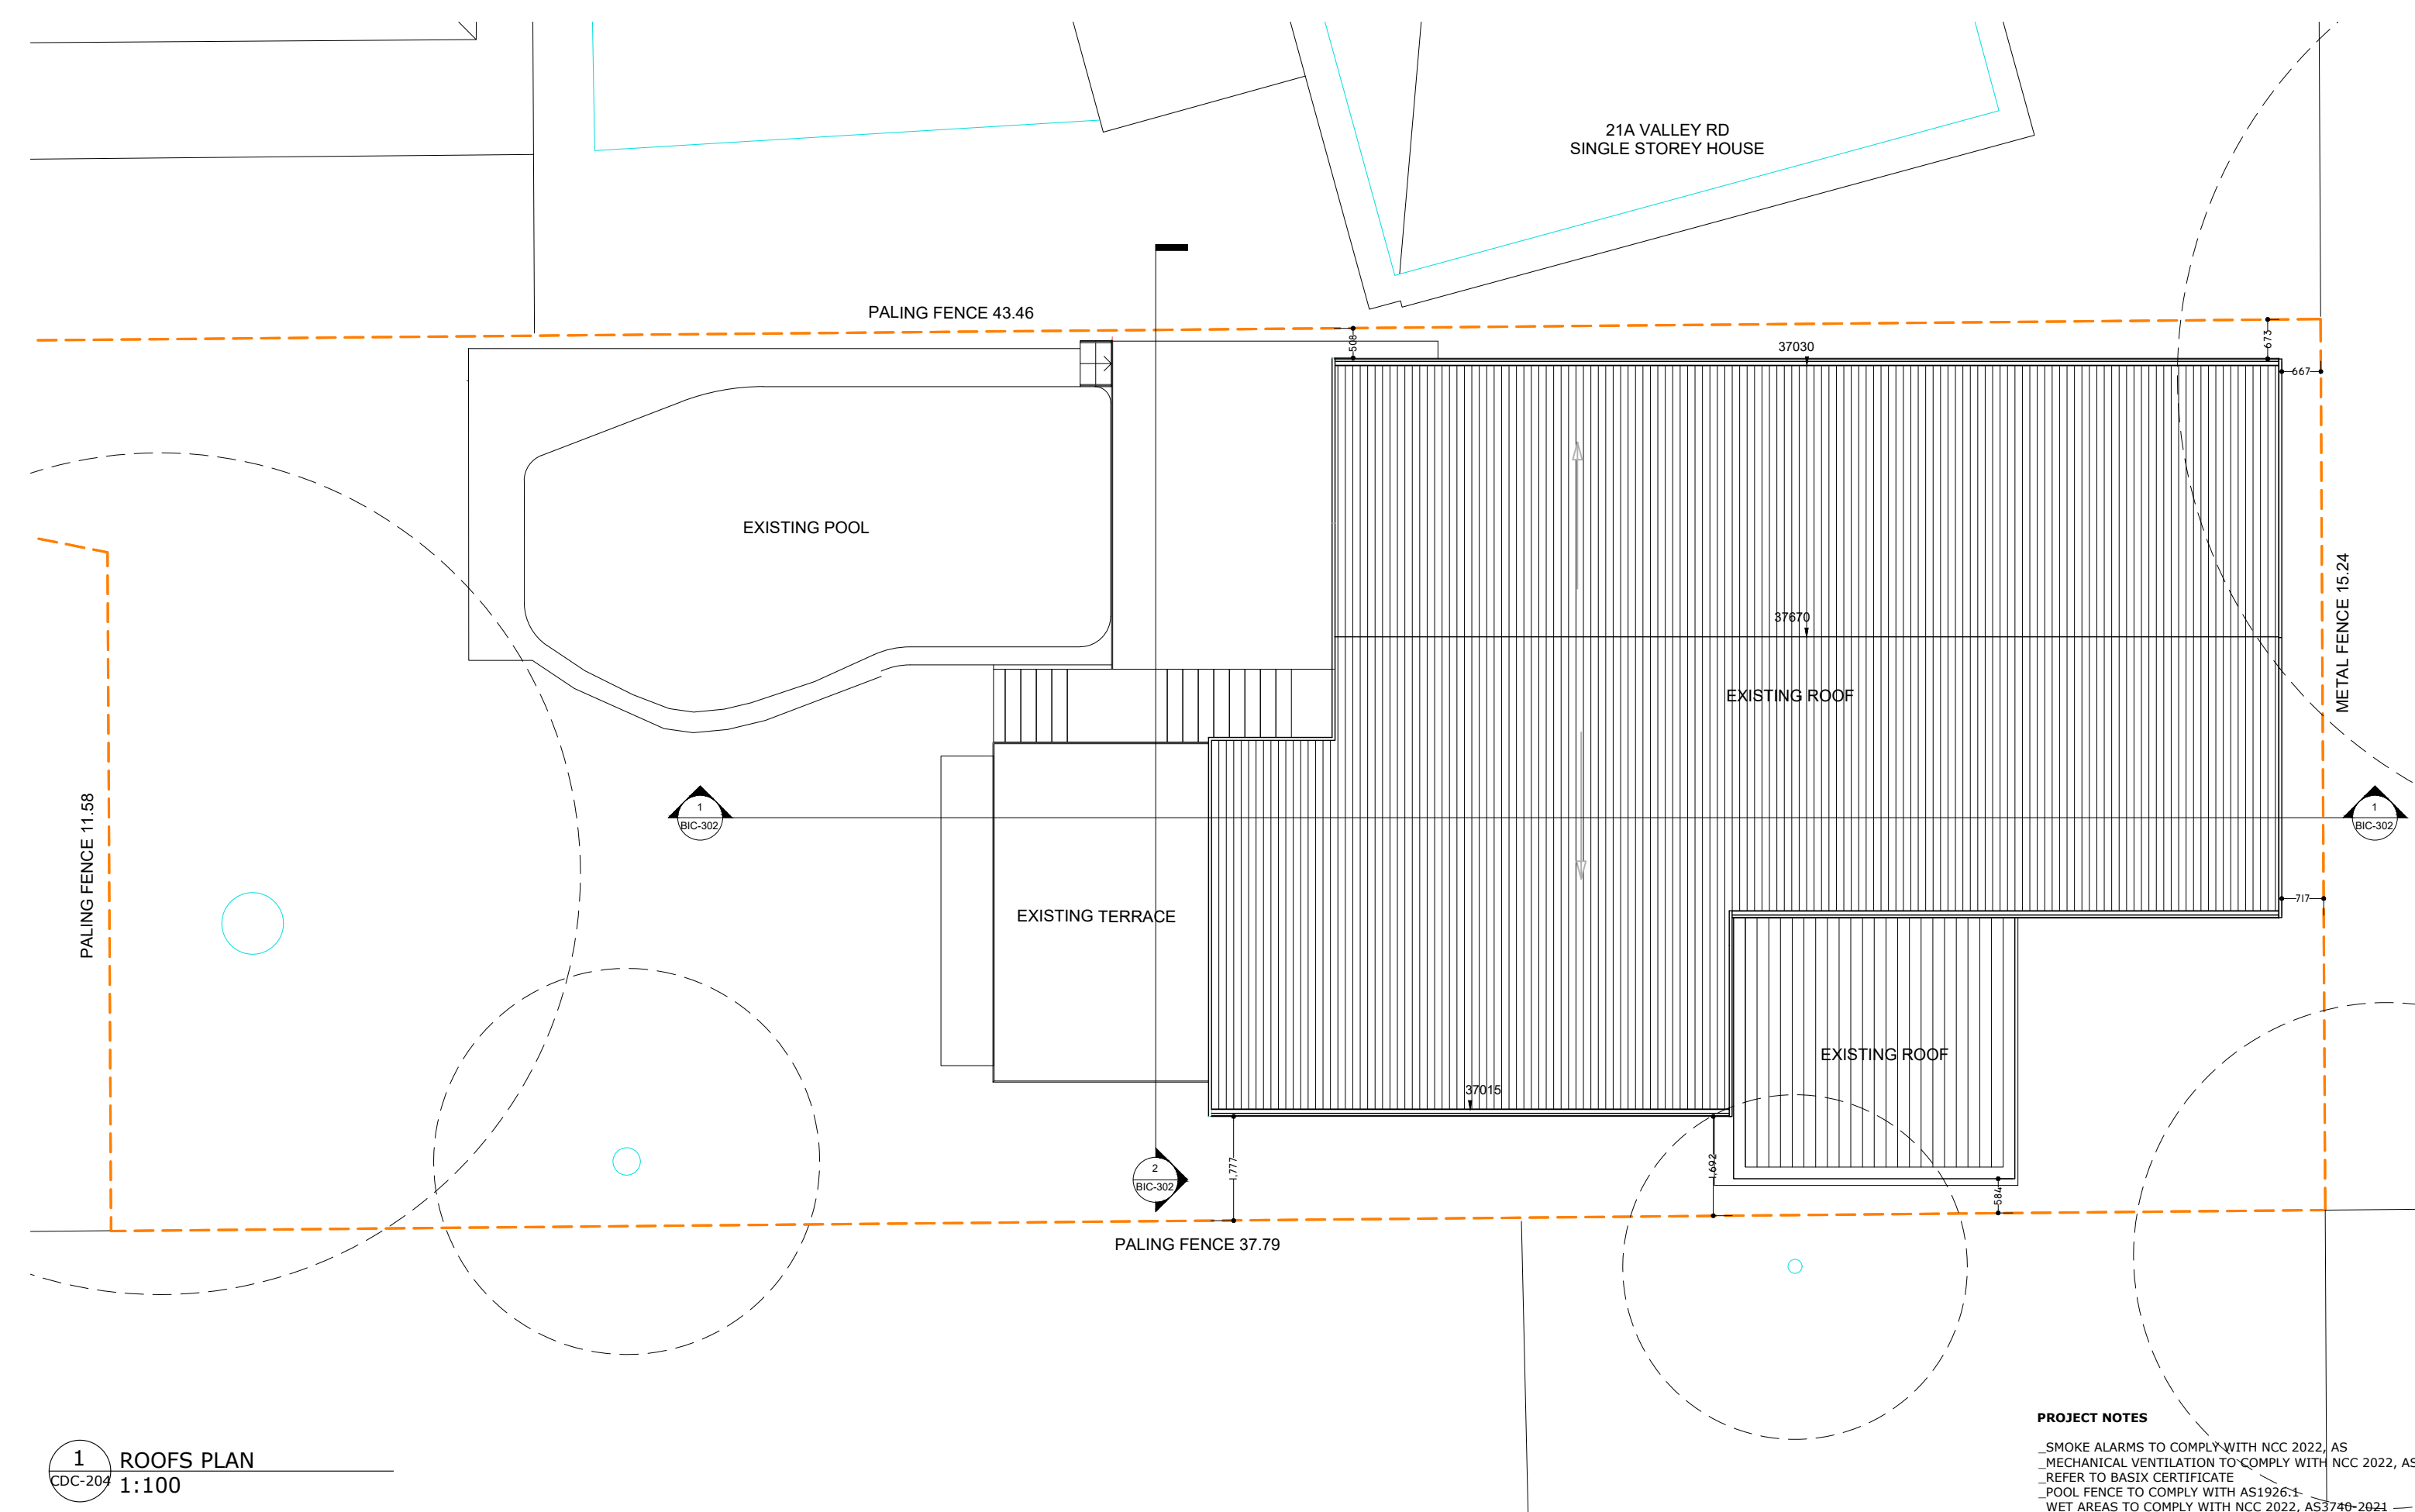 21A VALLEY RD
SINGLE STOREY HOUSE
PALING FENCE 43.46
508
673
37030
667
EXISTING POOL
METAL FENCE 15.24
37670
EXISTING ROOF
PALING FENCE 11.58
1
BIC-302
1
BIC-302
717
EXISTING TERRACE
EXISTING ROOF
37015
1,777
1,692
2
BIC-302
584
PALING FENCE 37.79
PROJECT NOTES
_SMOKE ALARMS TO COMPLY WITH NCC 2022, AS
_MECHANICAL VENTILATION TO COMPLY WITH NCC 2022, AS
_REFER TO BASIX CERTIFICATE
_POOL FENCE TO COMPLY WITH AS1926.1
_WET AREAS TO COMPLY WITH NCC 2022, AS3740-2021
1
CDC-204
ROOFS PLAN
1:100